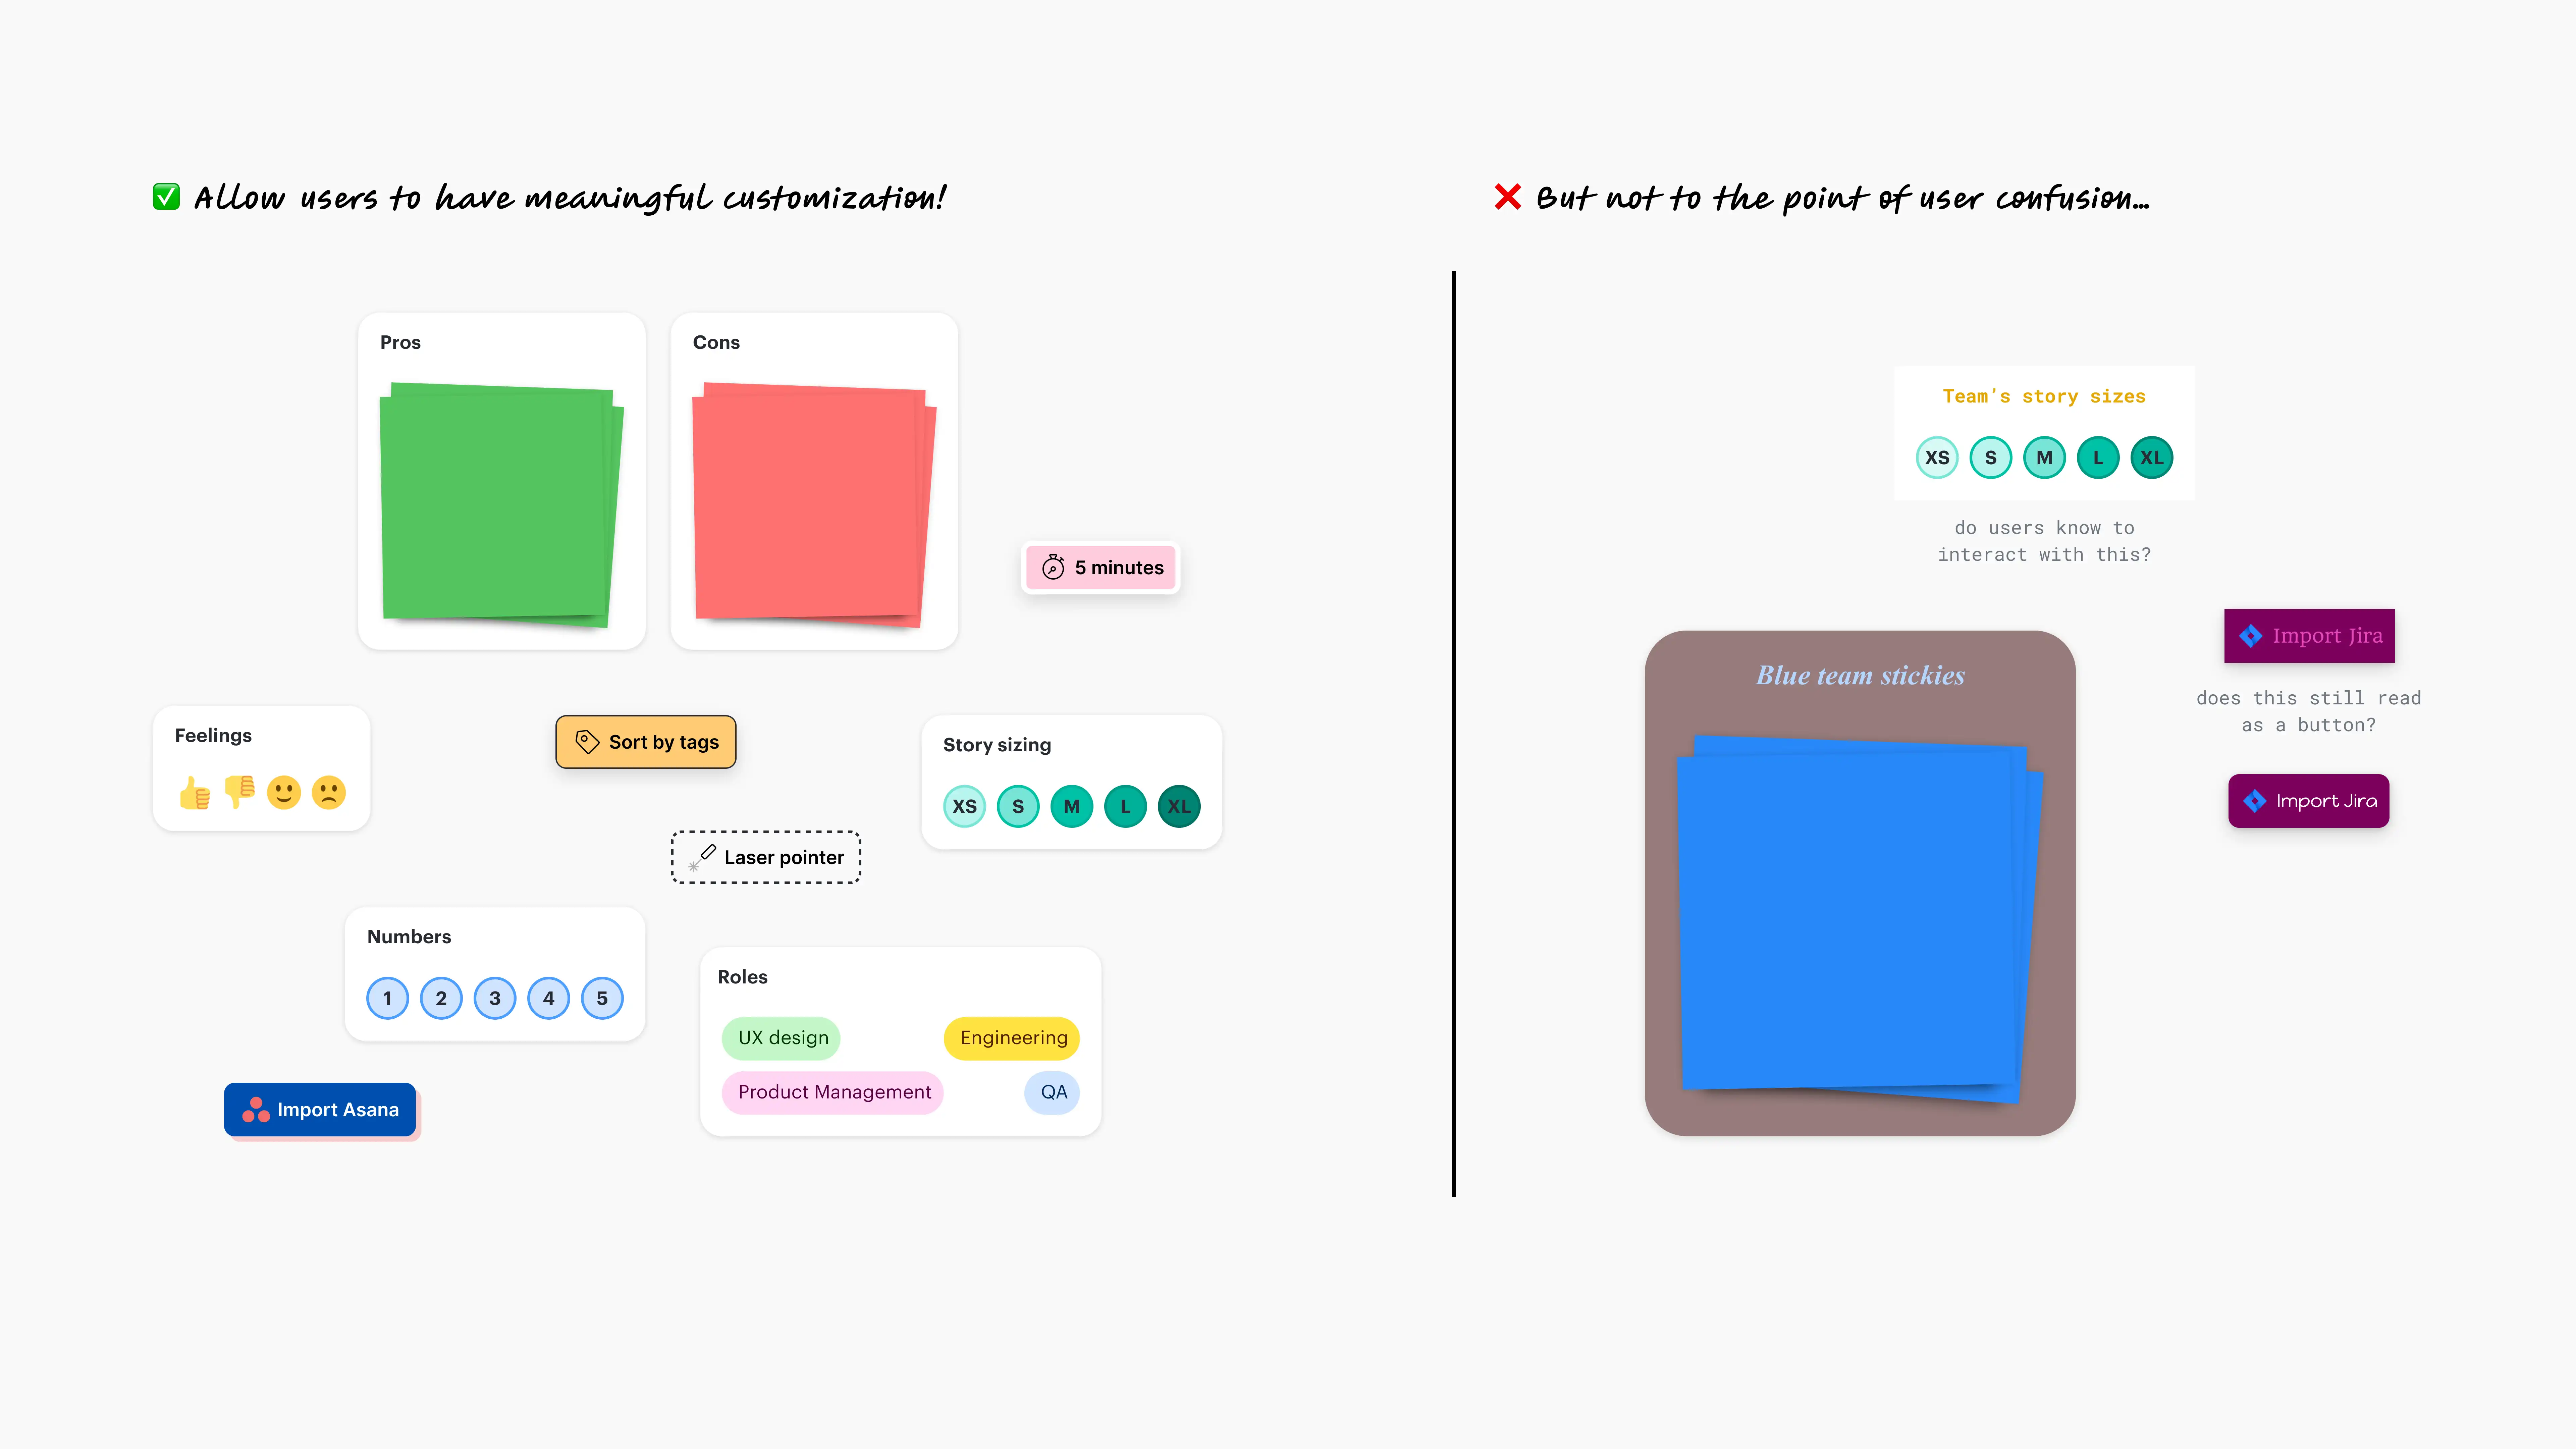 Allow users to have meaningful customization!
But not to the point of user confusion...
Pros
Cons
5 minutes
Feelings
Sort by tags
Story sizing
XS S M L XL
Laser pointer
Numbers
1 2 3 4 5
Roles
UX design
Engineering
Product Management
QA
Import Asana
Team's story sizes
XS S M L XL
do users know to
interact with this?
Import Jira
does this still read
as a button?
Import Jira
Blue team stickies